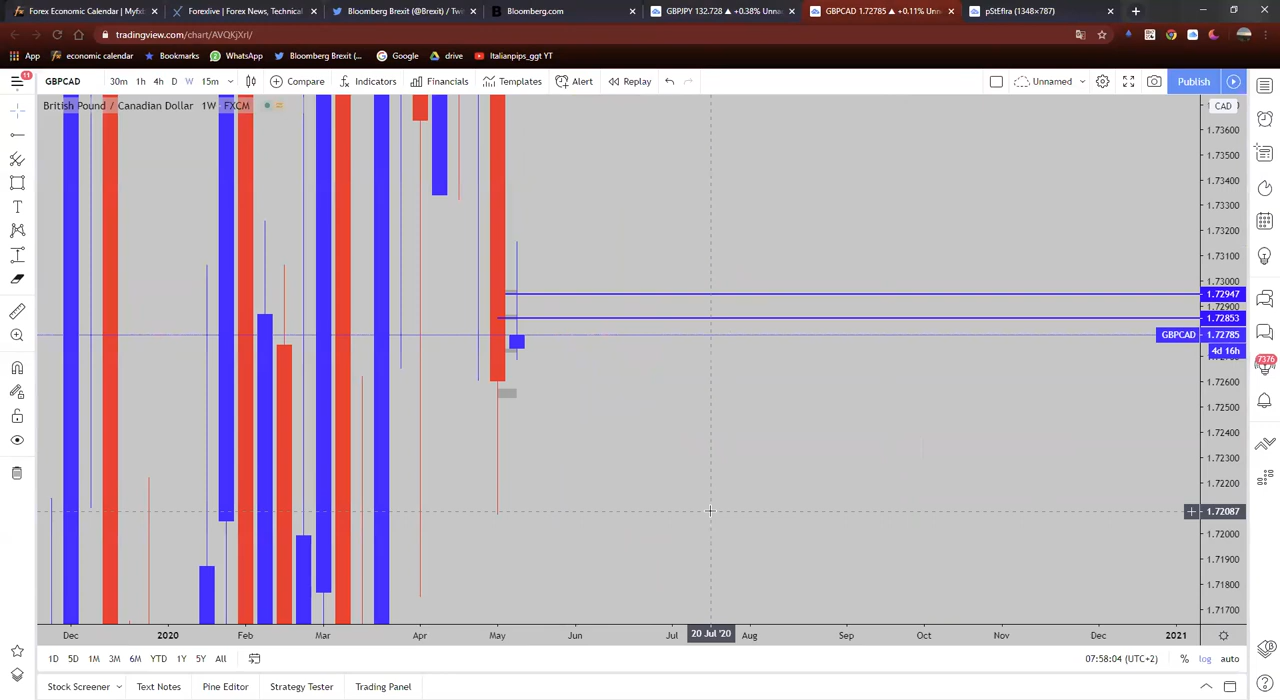 Forex Economic Calendar | Myfx
Forexlive | Forex News, Technical
Bloomberg Brexit (@Brexit) / Twi
Bloomberg.com
GBPJPY 132.728 ▲ +0.38% Unna
GBPCAD 1.72785 ▲ +0.11% Unn
pStEfIra (1348×787)
tradingview.com/chart/AVQKjXrI/
App
economic calendar
Bookmarks
WhatsApp
Bloomberg Brexit (...
Google
drive
Italianpips_ggt YT
11
GBPCAD
30m 1h 4h D W 15m
Compare
Indicators
Financials
Templates
Alert
Replay
Unnamed
Publish
British Pound / Canadian Dollar 1W FXCM
CAD
1.73600
1.73500
1.73400
1.73300
1.73200
1.73100
1.73000
1.72947
1.72900
1.72853
GBPCAD 1.72785
4d 16h
1.72600
1.72500
1.72400
1.72300
1.72200
1.72087
1.72000
1.71900
1.71800
1.71700
7376
Dec 2020 Feb Mar Apr May Jun Jul 20 Jul '20 Aug Sep Oct Nov Dec 2021
1D 5D 1M 3M 6M YTD 1Y 5Y All
07:58:04 (UTC+2) % log auto
Stock Screener Text Notes Pine Editor Strategy Tester Trading Panel